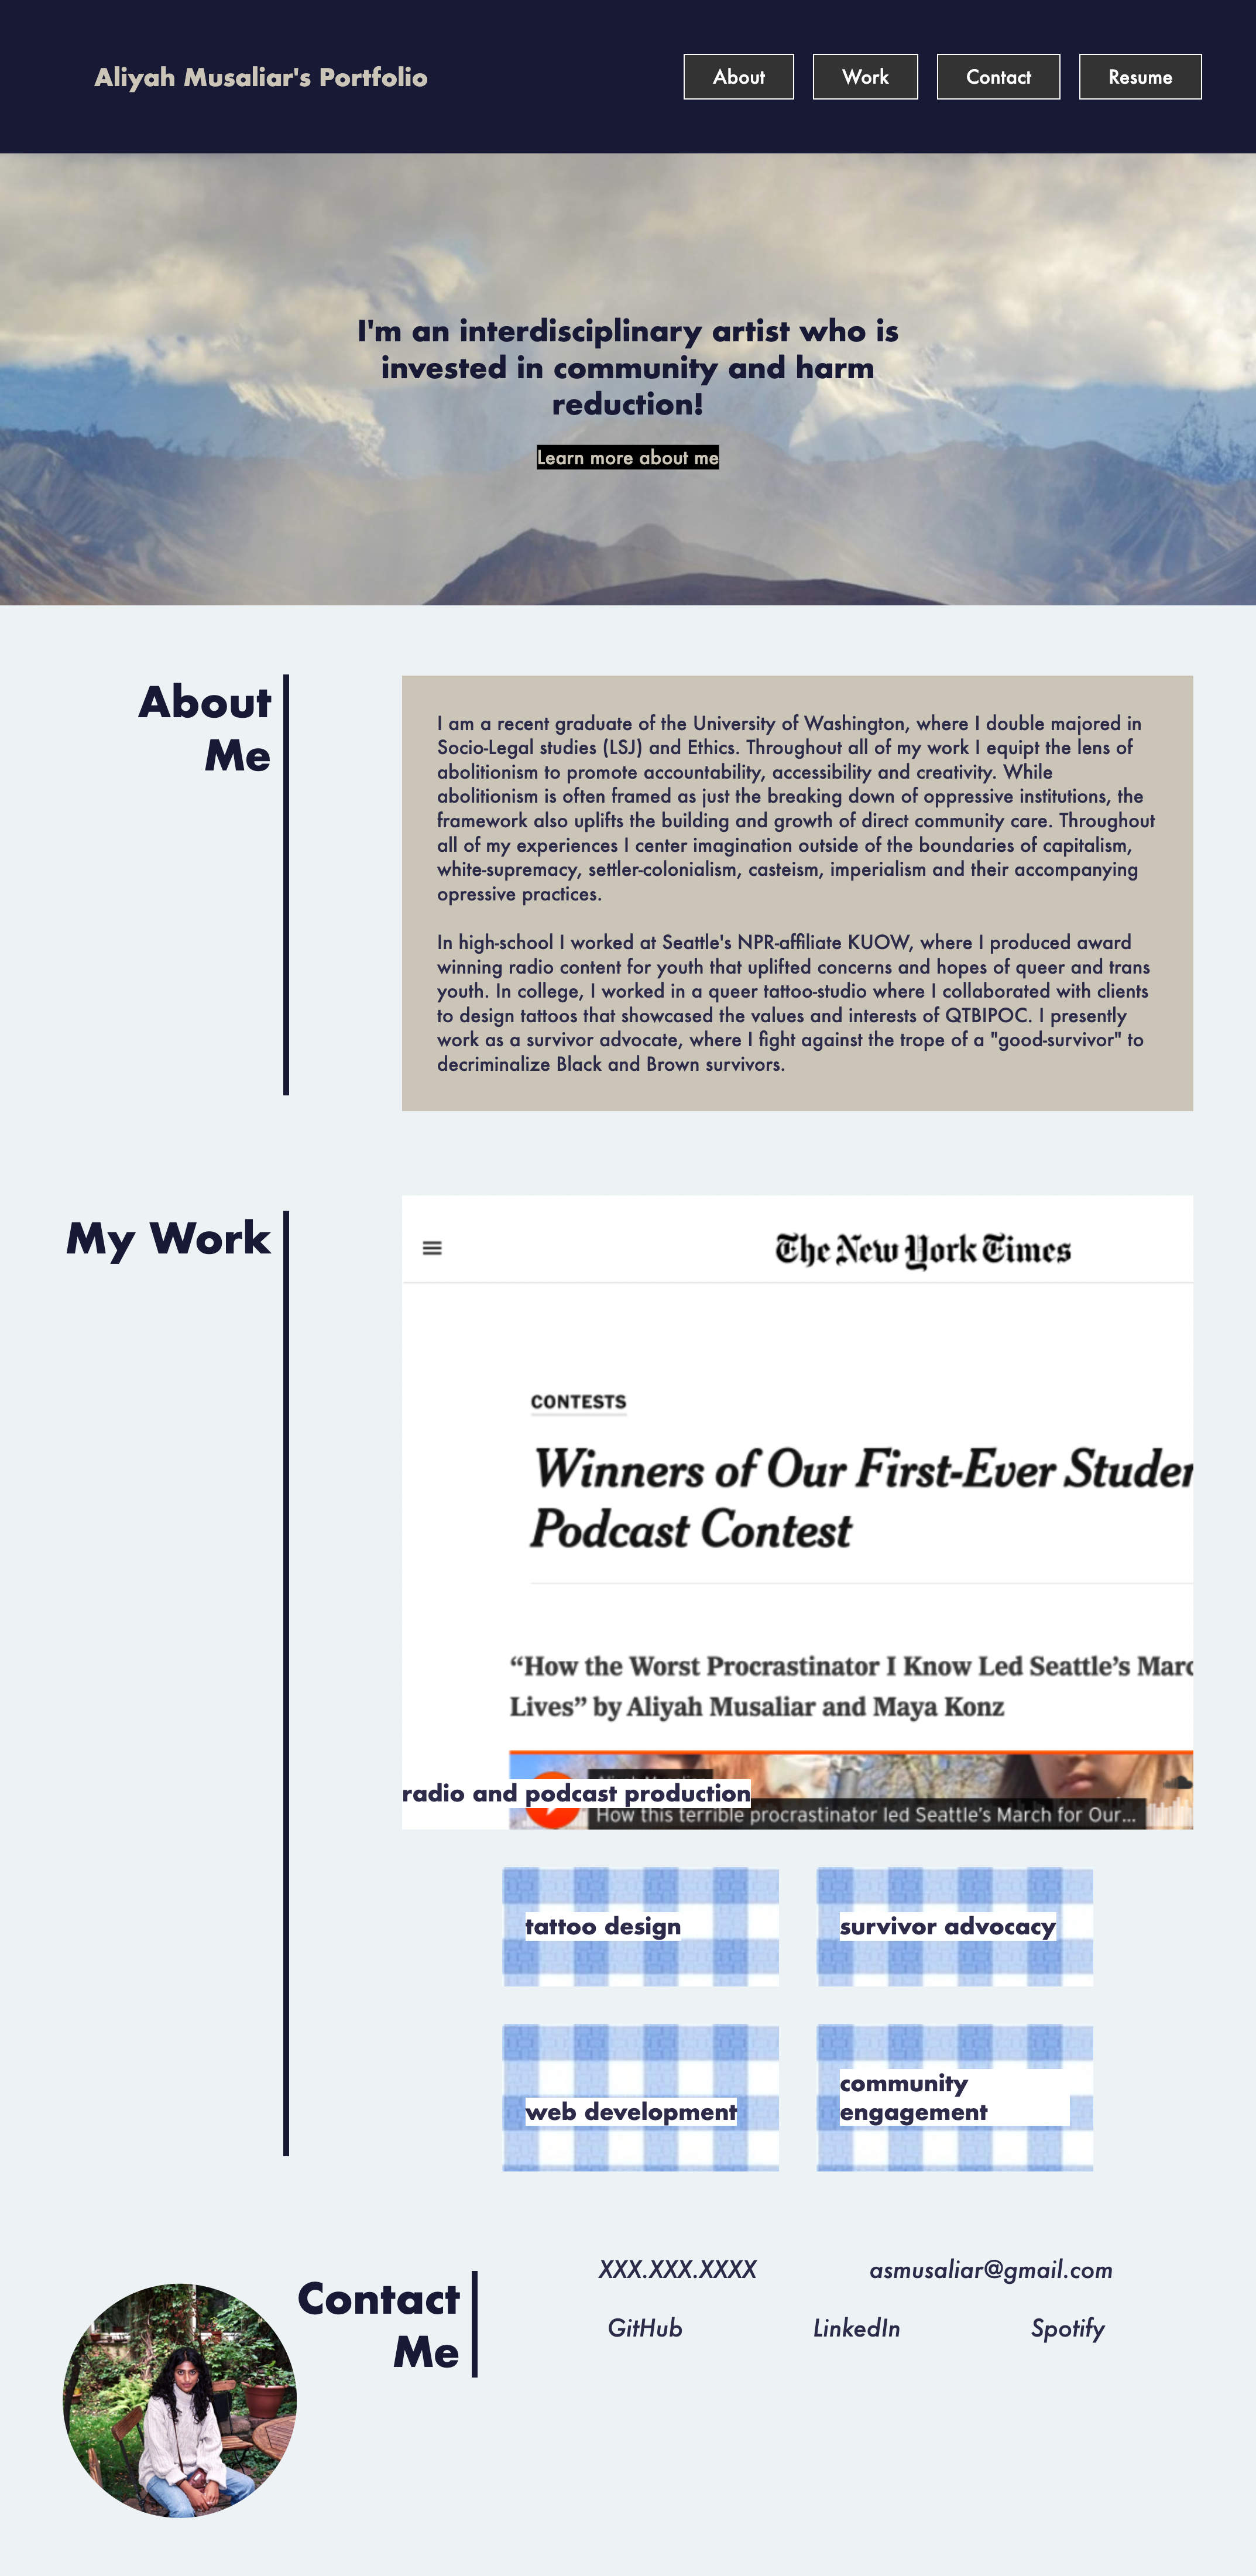 Aliyah Musaliar's Portfolio
About
Work
Contact
Resume
I'm an interdisciplinary artist who is
invested in community and harm
reduction!
Learn more about me
About
Me
I am a recent graduate of the University of Washington, where I double majored in
Socio-Legal studies (LSJ) and Ethics. Throughout all of my work I equipt the lens of
abolitionism to promote accountability, accessibility and creativity. While
abolitionism is often framed as just the breaking down of oppressive institutions, the
framework also uplifts the building and growth of direct community care. Throughout
all of my experiences I center imagination outside of the boundaries of capitalism,
white-supremacy, settler-colonialism, casteism, imperialism and their accompanying
opressive practices.
In high-school I worked at Seattle's NPR-affiliate KUOW, where I produced award
winning radio content for youth that uplifted concerns and hopes of queer and trans
youth. In college, I worked in a queer tattoo-studio where I collaborated with clients
to design tattoos that showcased the values and interests of QTBIPOC. I presently
work as a survivor advocate, where I fight against the trope of a "good-survivor" to
decriminalize Black and Brown survivors.
My Work
The New York Times
CONTESTS
Winners of Our First-Ever Studen
Podcast Contest
“How the Worst Procrastinator I Know Led Seattle’s Marc
Lives” by Aliyah Musaliar and Maya Konz
radio and podcast production
How this terrible procrastinator led Seattle’s March for Our...
tattoo design
survivor advocacy
web development
community
engagement
Contact
Me
XXX.XXX.XXXX
asmusaliar@gmail.com
GitHub
LinkedIn
Spotify